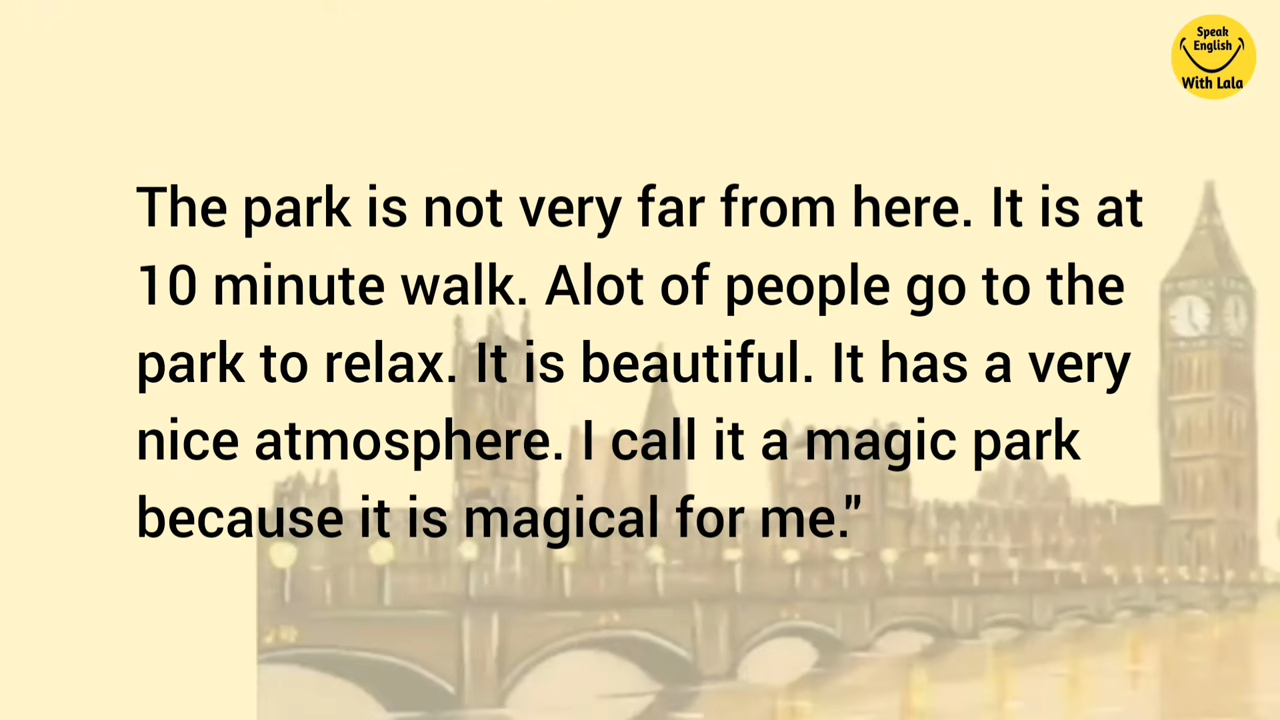 Speak
English
With Lala
The park is not very far from here. It is at
10 minute walk. Alot of people go to the
park to relax. It is beautiful. It has a very
nice atmosphere. I call it a magic park
because it is magical for me."